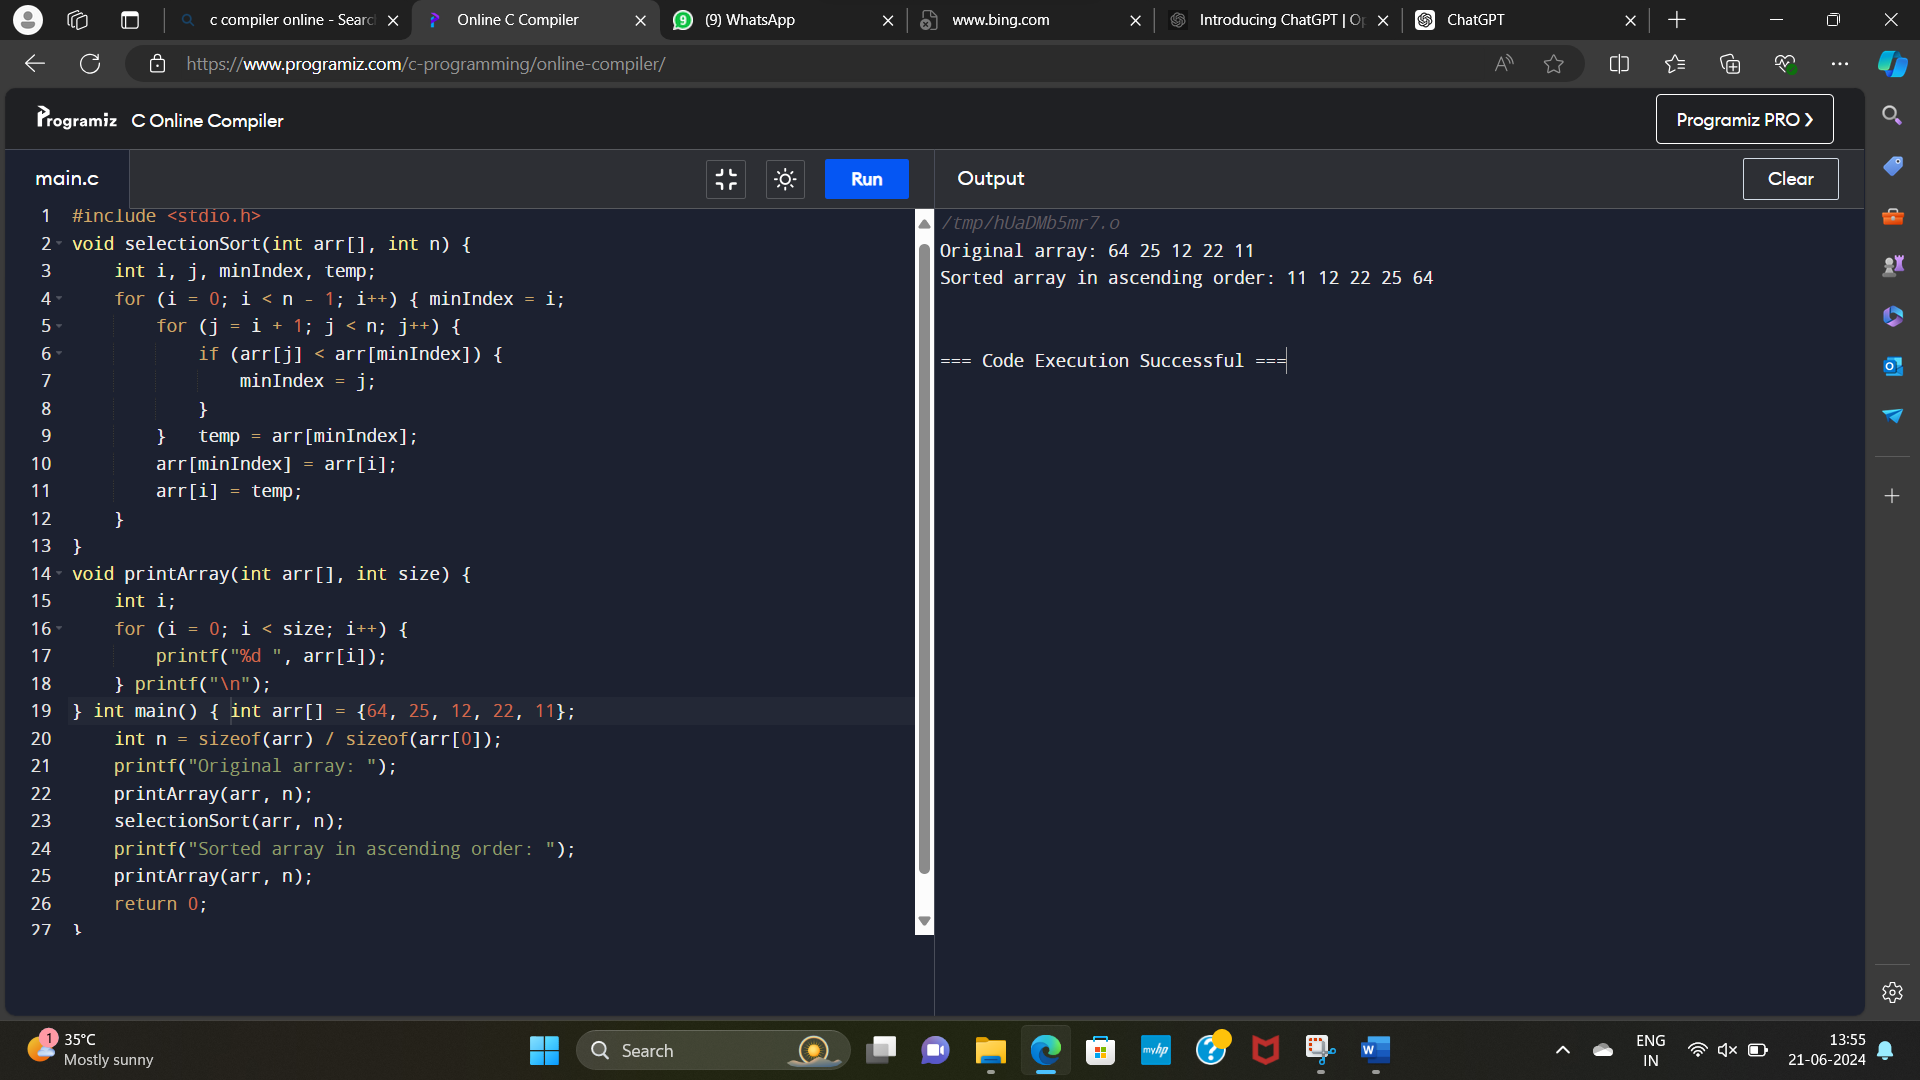 c compiler online - Searc
Online C Compiler
9
(9) WhatsApp
www.bing.com
Introducing ChatGPT | Op
ChatGPT
https://www.programiz.com/c-programming/online-compiler/
Programiz
C Online Compiler
Programiz PRO
main.c
Run
Output
Clear
1 #include <stdio.h>
2 void selectionSort(int arr[], int n) {
3 int i, j, minIndex, temp;
4 for (i = 0; i < n - 1; i++) { minIndex = i;
5 for (j = i + 1; j < n; j++) {
6 if (arr[j] < arr[minIndex]) {
7 minIndex = j;
8 }
9 } temp = arr[minIndex];
10 arr[minIndex] = arr[i];
11 arr[i] = temp;
12 }
13 }
14 void printArray(int arr[], int size) {
15 int i;
16 for (i = 0; i < size; i++) {
17 printf("%d ", arr[i]);
18 } printf("\n");
19 } int main() { int arr[] = {64, 25, 12, 22, 11};
20 int n = sizeof(arr) / sizeof(arr[0]);
21 printf("Original array: ");
22 printArray(arr, n);
23 selectionSort(arr, n);
24 printf("Sorted array in ascending order: ");
25 printArray(arr, n);
26 return 0;
27 }
/tmp/hUaDMb5mr7.o
Original array: 64 25 12 22 11
Sorted array in ascending order: 11 12 22 25 64
=== Code Execution Successful ===
1
35°C
Mostly sunny
Search
myhp
W
ENG
IN
13:55
21-06-2024